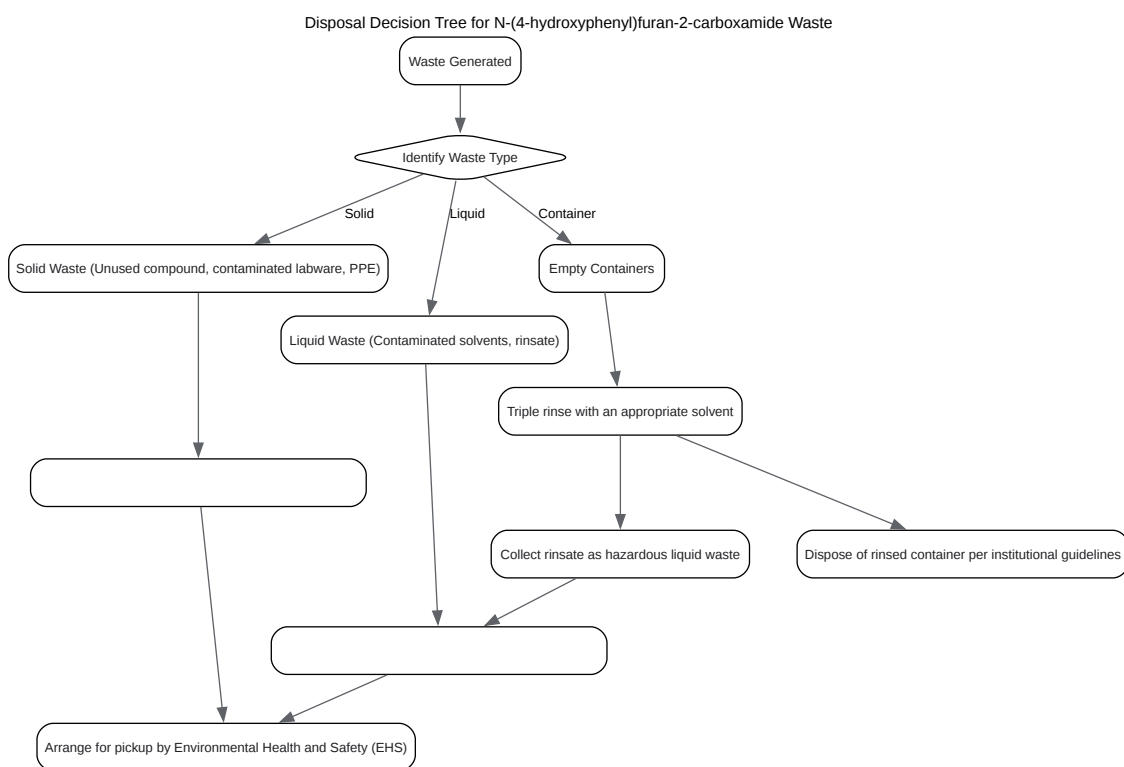 Disposal Decision Tree for N-(4-hydroxyphenyl)furan-2-carboxamide Waste
Waste Generated
Identify Waste Type
Solid
Liquid
Container
Solid Waste (Unused compound, contaminated labware, PPE)
Empty Containers
Liquid Waste (Contaminated solvents, rinsate)
Triple rinse with an appropriate solvent
Collect rinsate as hazardous liquid waste
Dispose of rinsed container per institutional guidelines
Arrange for pickup by Environmental Health and Safety (EHS)